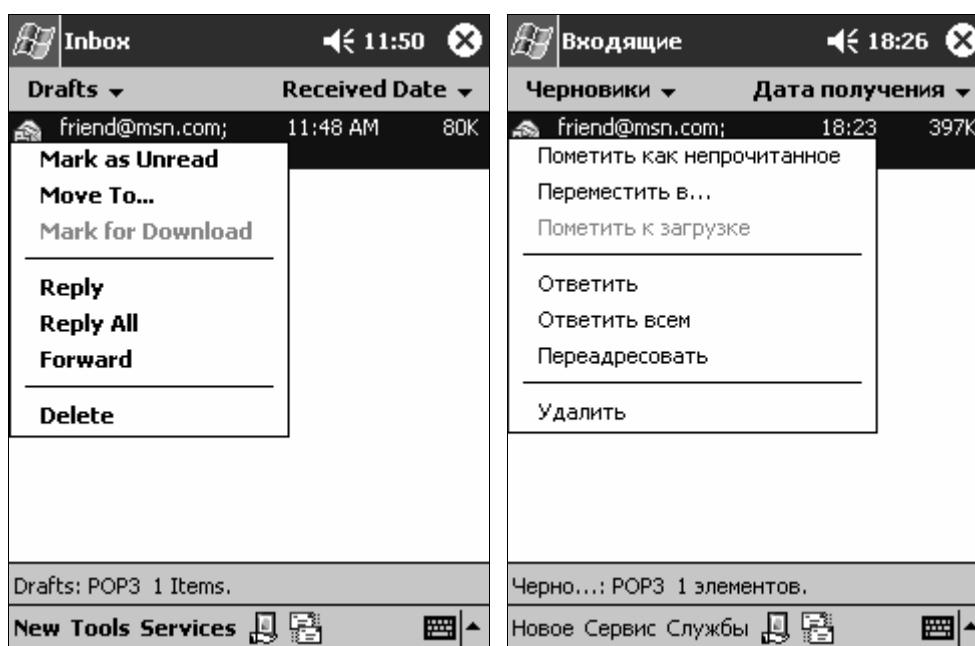 Inbox 11:50
Drafts Received Date
friend@msn.com; 11:48 AM 80K
Mark as Unread
Move To...
Mark for Download
Reply
Reply All
Forward
Delete
Drafts: POP3 1 Items.
New Tools Services
Входящие 18:26
Черновики Дата получения
friend@msn.com; 18:23 397K
Пометить как непрочитанное
Переместить в...
Пометить к загрузке
Ответить
Ответить всем
Переадресовать
Удалить
Черно...: POP3 1 элементов.
Новое Сервис Службы